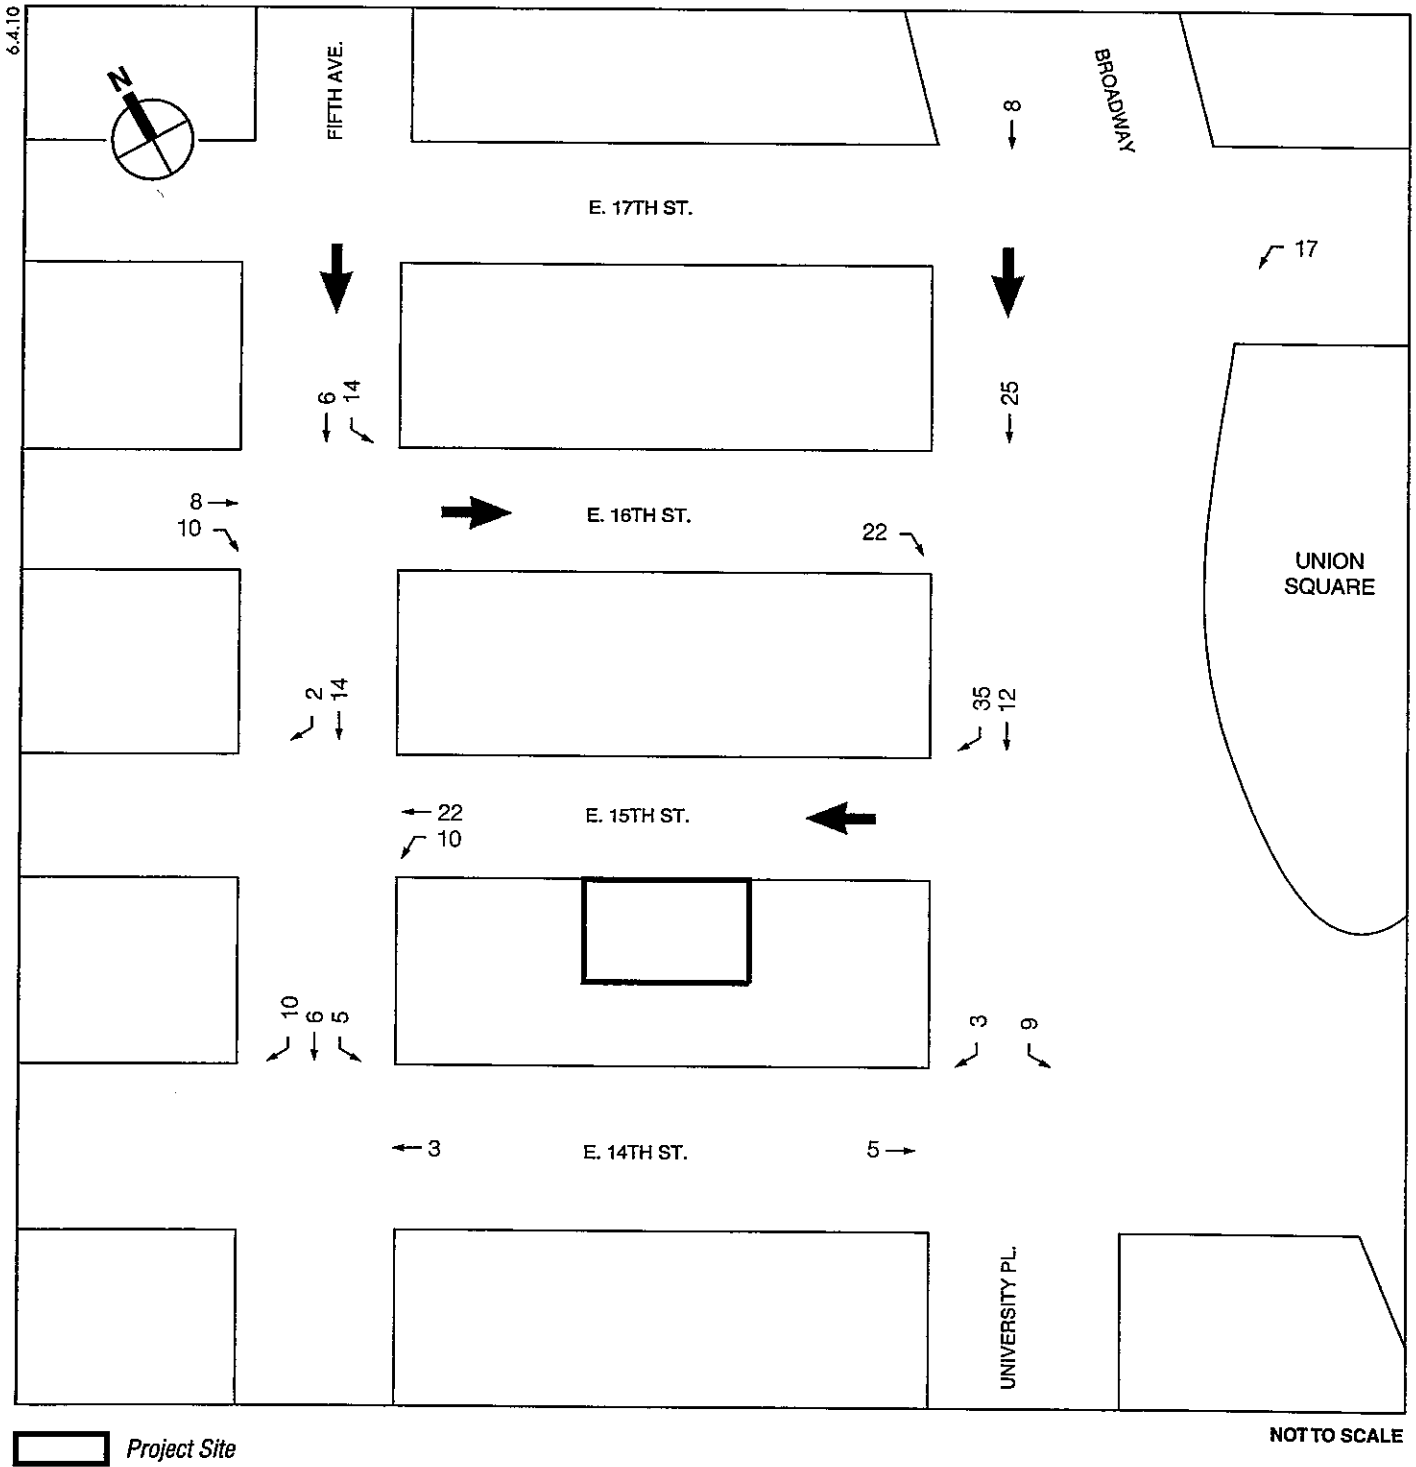 6.4.10
N
FIFTH AVE.
BROADWAY
8
E. 17TH ST.
17
6
14
25
8
10
E. 16TH ST.
22
UNION
SQUARE
2
14
35
12
22
E. 15TH ST.
10
10
6
5
3
9
3
E. 14TH ST.
5
UNIVERSITY PL.
Project Site
NOT TO SCALE